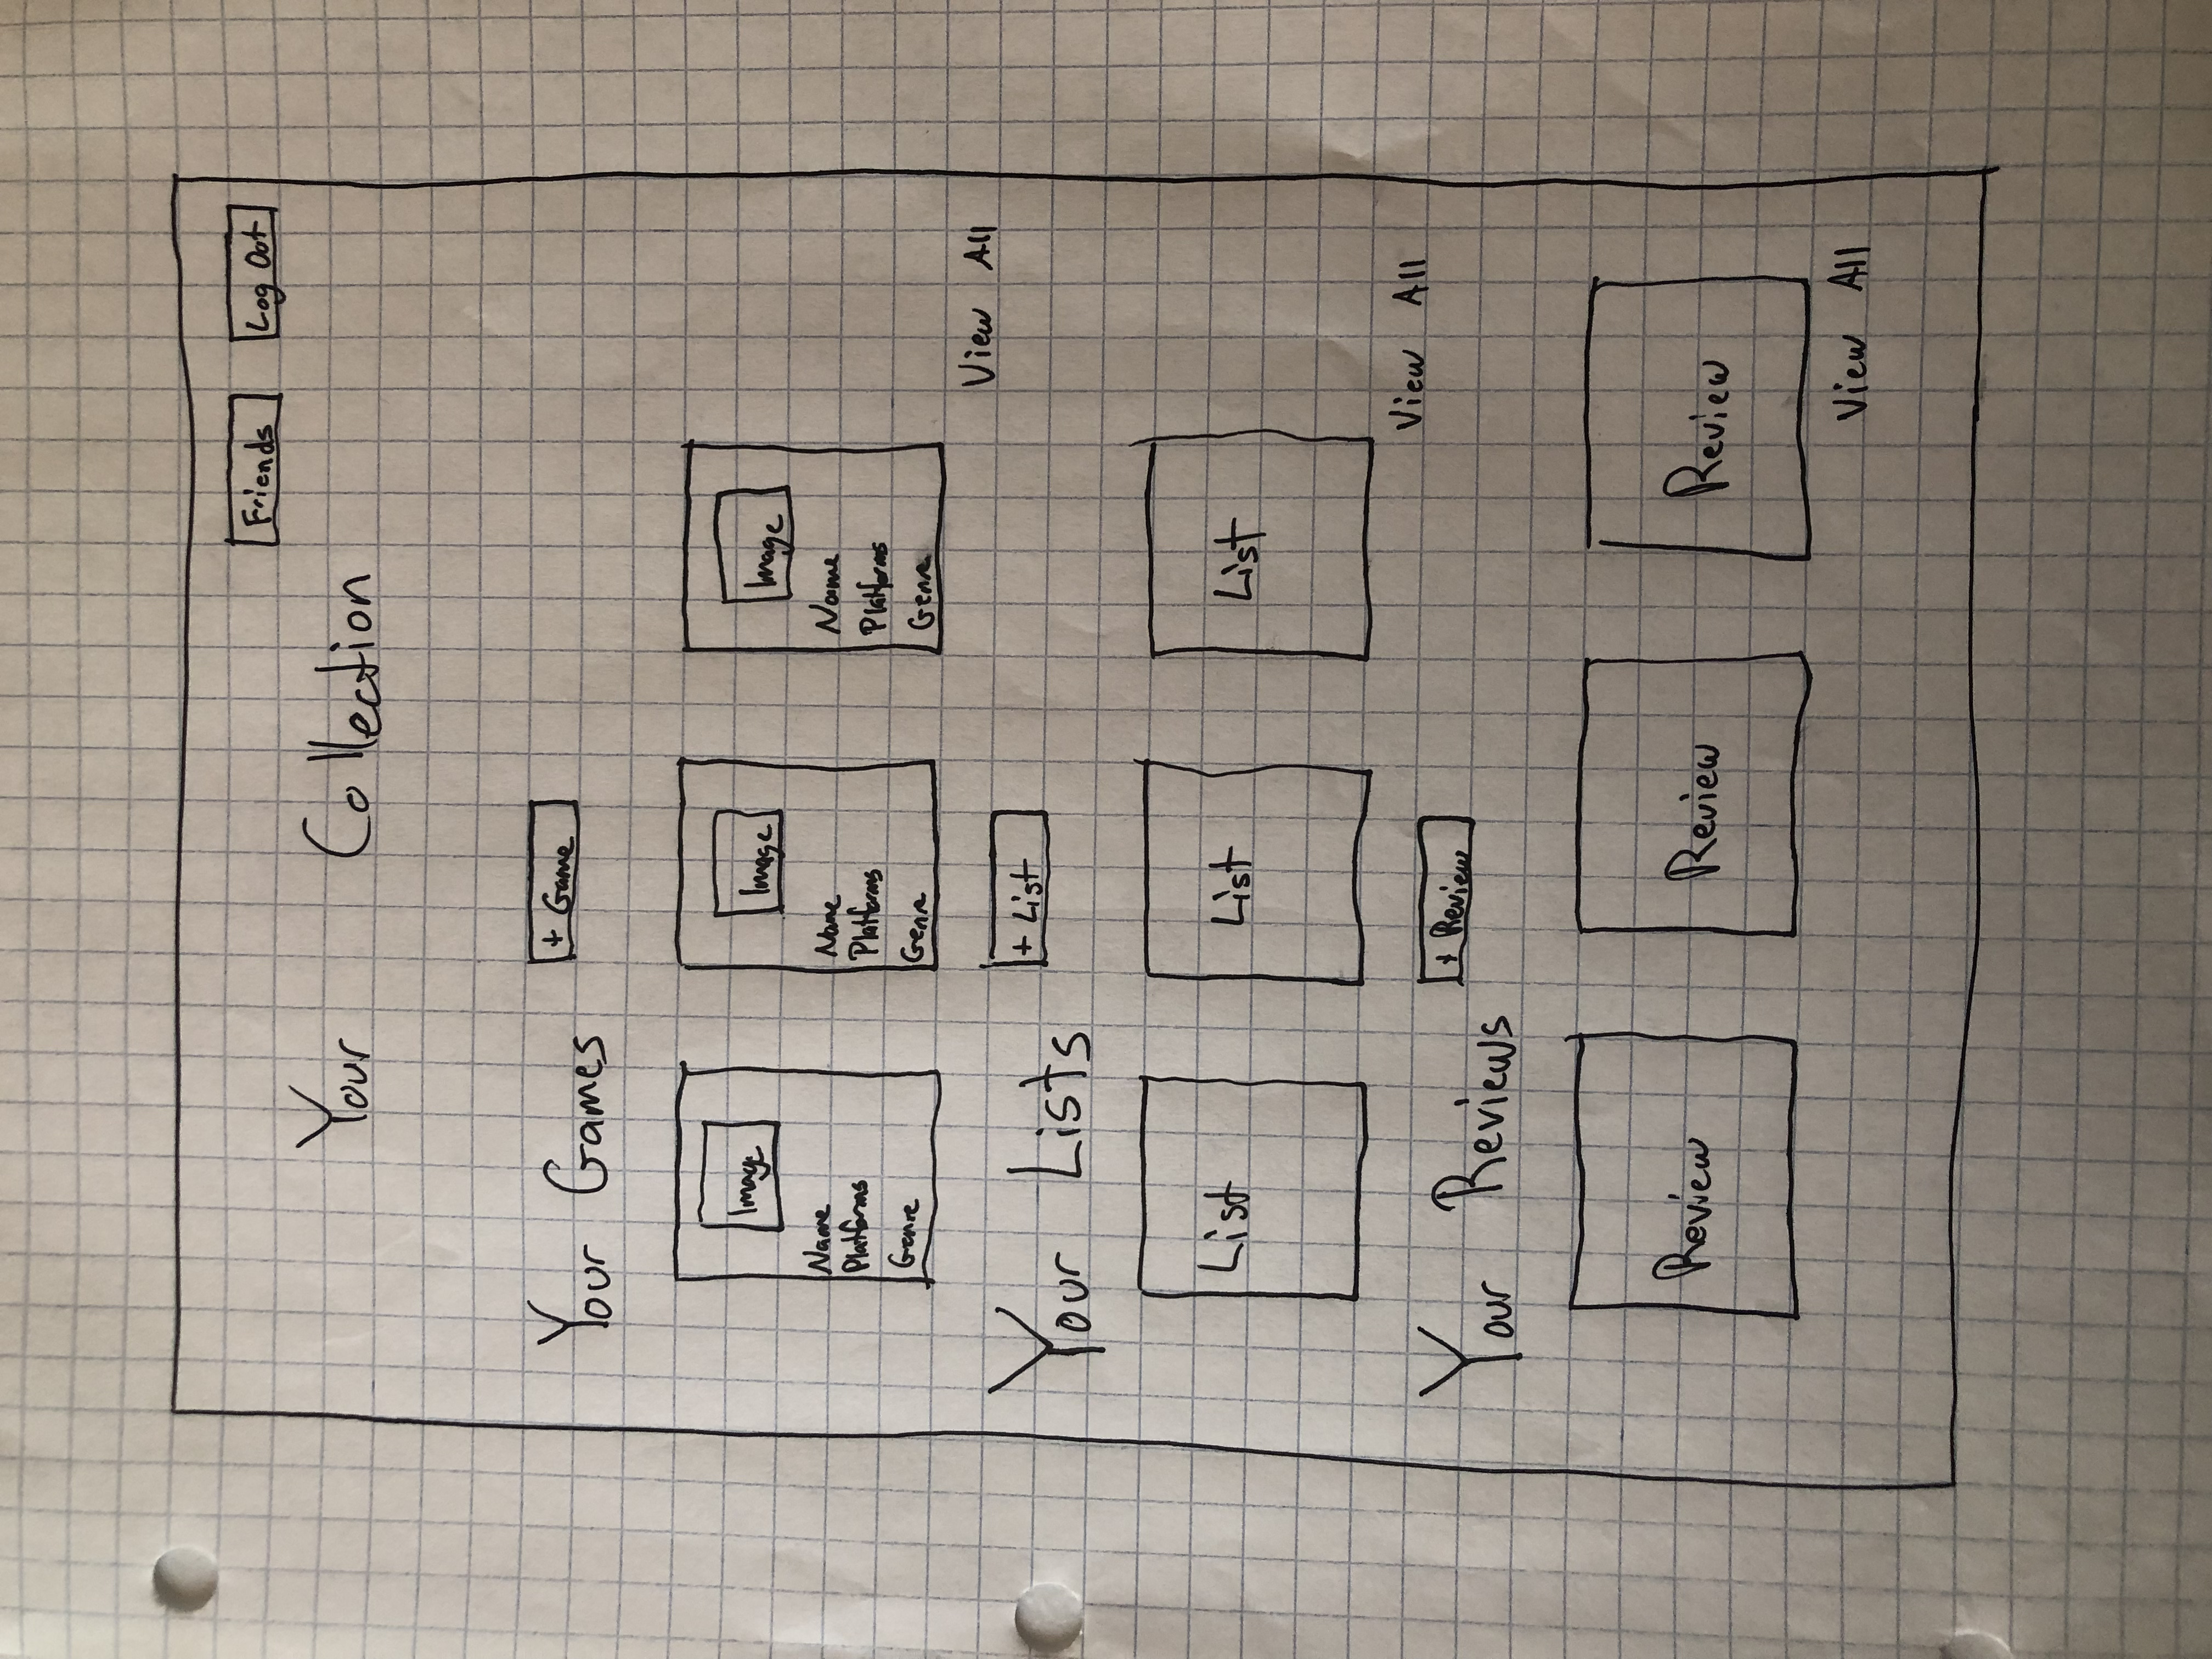 Friends Log Out
Your Collection
Your Games + Game
Image Image Image
Name Name Name
Platforms Platforms Platforms
Genre Genre Genre
View All
Your Lists + List
List List List
View All
Your Reviews + Review
Review Review Review
View All